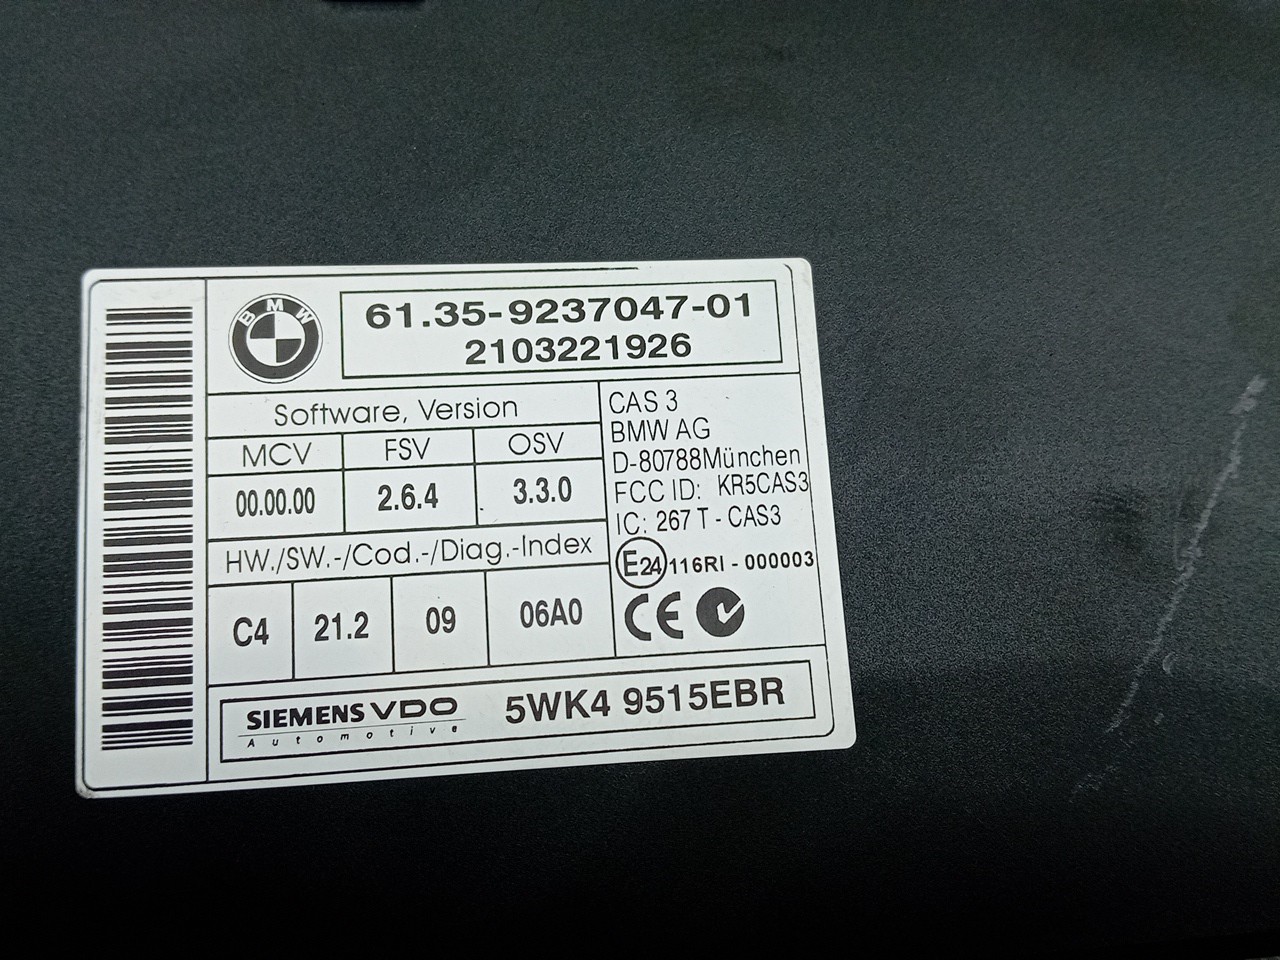 BMW
61.35-9237047-01
2103221926
Software, Version
MCV FSV OSV
00.00.00 2.6.4 3.3.0
HW./SW.-/Cod.-/Diag.-Index
C4 21.2 09 06A0
CAS 3
BMW AG
D-80788München
FCC ID: KR5CAS3
IC: 267 T - CAS3
E24 116RI - 000003
CE
SIEMENS VDO
Automotive
5WK4 9515EBR